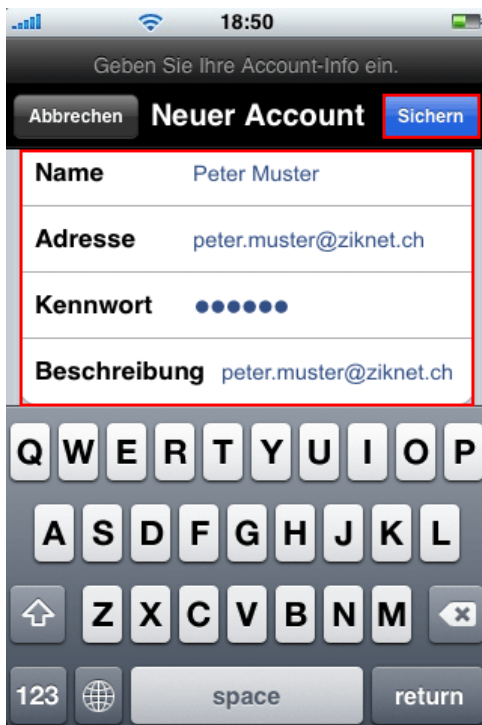 18:50
Geben Sie Ihre Account-Info ein.
Abbrechen Neuer Account Sichern
Name Peter Muster
Adresse peter.muster@ziknet.ch
Kennwort ●●●●●●
Beschreibung peter.muster@ziknet.ch
Q W E R T Y U I O P
A S D F G H J K L
Z X C V B N M
123 space return